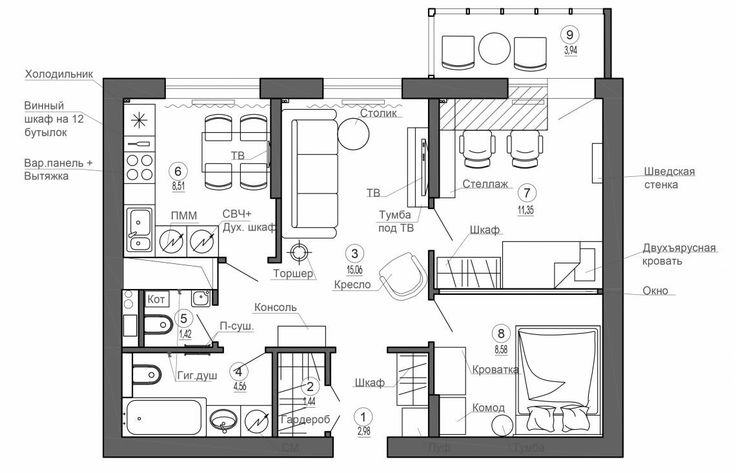 9
3,94
Холодильник
Винный
шкаф на 12
бутылок
Вар.панель +
Вытяжка
6
8,51
ТВ
Столик
ТВ
Тумба
под ТВ
Стеллаж
7
11,35
Шведская
стенка
ПММ
СВЧ+
Дух. шкаф
3
15,06
Торшер
Кресло
Шкаф
Двухъярусная
кровать
Окно
Кот
5
1,42
П-суш.
Консоль
Гиг.душ
4
4,56
2
1,44
Гардероб
Шкаф
1
2,98
8
8,58
Кроватка
Комод
СМ
Пуф
Тумба